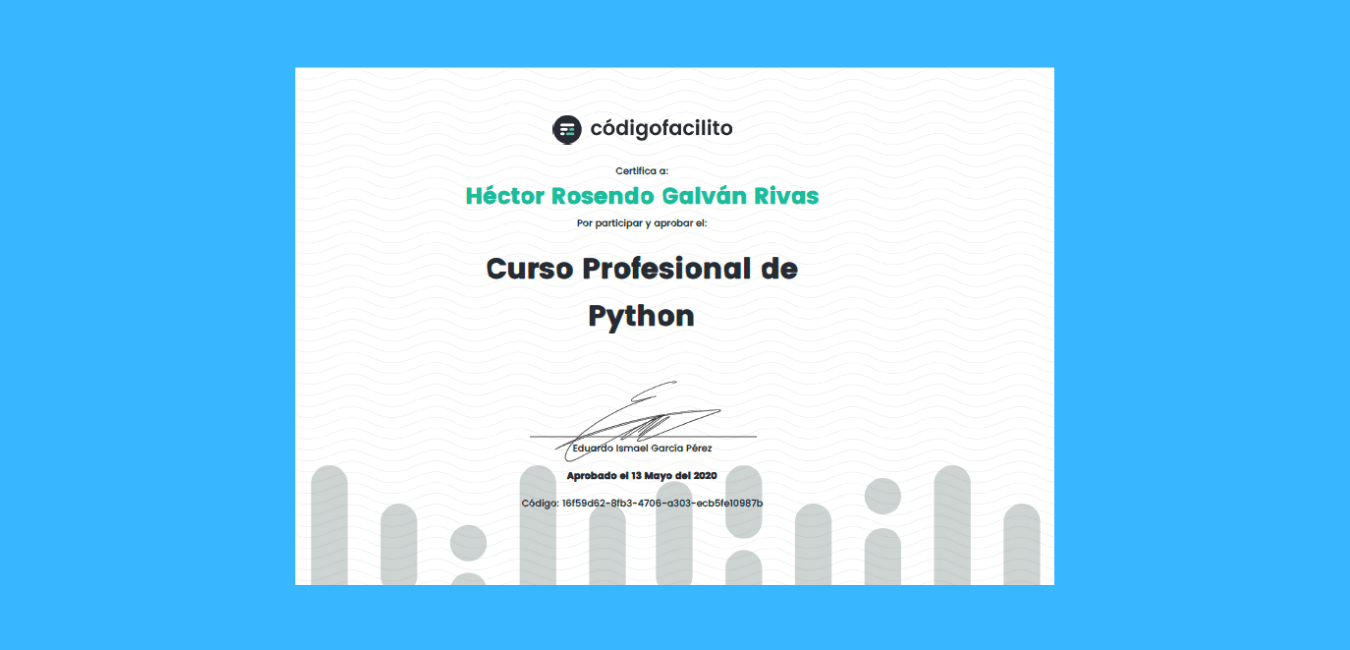 códigofacilito
Certifica a:
Héctor Rosendo Galván Rivas
Por participar y aprobar el:
Curso Profesional de
Python
Eduardo Ismael García Pérez
Aprobado el 13 Mayo del 2020
Código: 16f59d62-8fb3-4706-a303-ecb5fe10987b